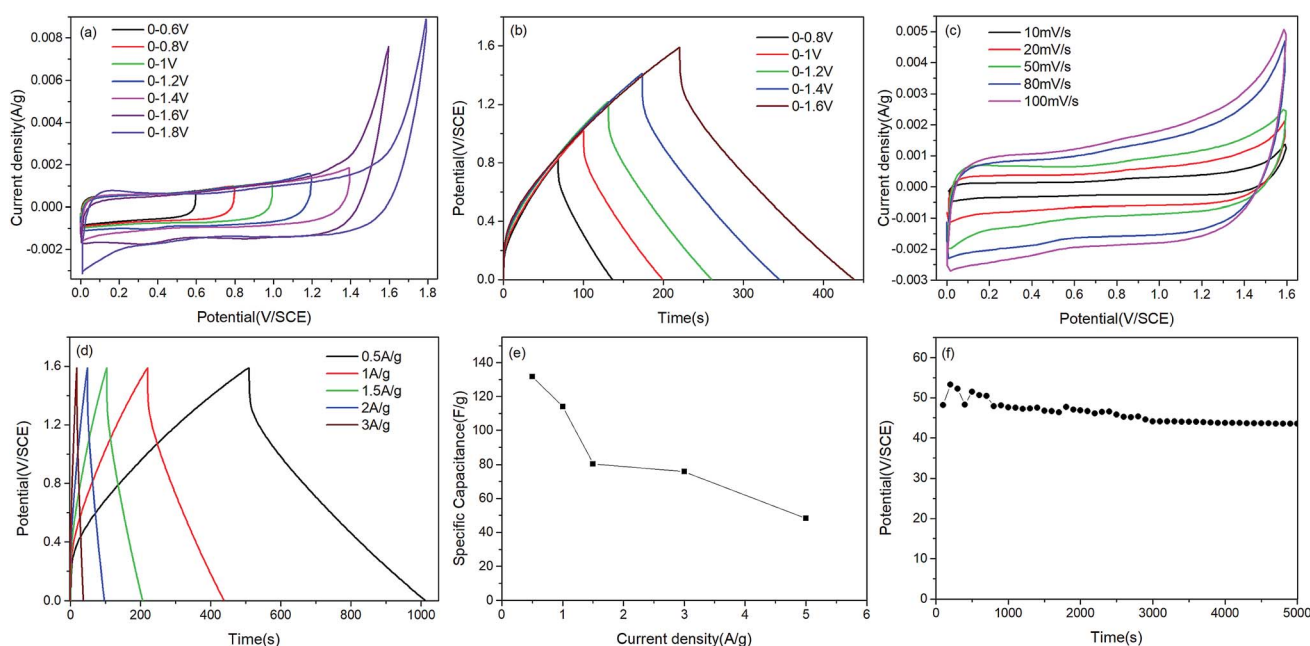 (a)
0-0.6V
0-0.8V
0-1V
0-1.2V
0-1.4V
0-1.6V
0-1.8V
0.008
0.006
0.004
0.002
0.000
-0.002
Current density(A/g)
0.0 0.2 0.4 0.6 0.8 1.0 1.2 1.4 1.6 1.8
Potential(V/SCE)
(b)
0-0.8V
0-1V
0-1.2V
0-1.4V
0-1.6V
1.6
1.2
0.8
0.4
0.0
Potential(V/SCE)
0 100 200 300 400
Time(s)
(c)
10mV/s
20mV/s
50mV/s
80mV/s
100mV/s
0.005
0.004
0.003
0.002
0.001
0.000
-0.001
-0.002
-0.003
Current density(A/g)
0.0 0.2 0.4 0.6 0.8 1.0 1.2 1.4 1.6
Potential(V/SCE)
(d)
0.5A/g
1A/g
1.5A/g
2A/g
3A/g
1.6
1.2
0.8
0.4
0.0
Potential(V/SCE)
0 200 400 600 800 1000
Time(s)
(e)
140
120
100
80
60
40
20
0
Specific Capacitance(F/g)
0 1 2 3 4 5 6
Current density(A/g)
(f)
60
50
40
30
20
10
0
Potential(V/SCE)
0 1000 2000 3000 4000 5000
Time(s)